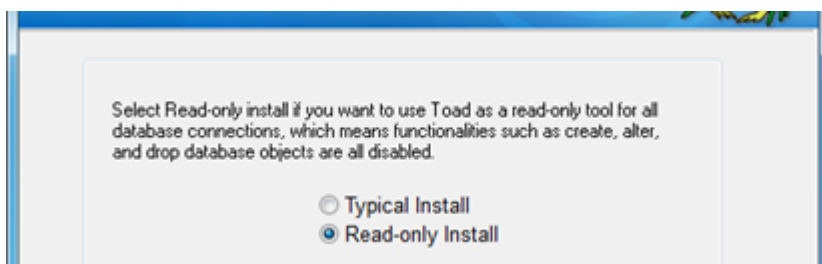 Select Read-only install if you want to use Toad as a read-only tool for all
database connections, which means functionalities such as create, alter,
and drop database objects are all disabled.
Typical Install
Read-only Install